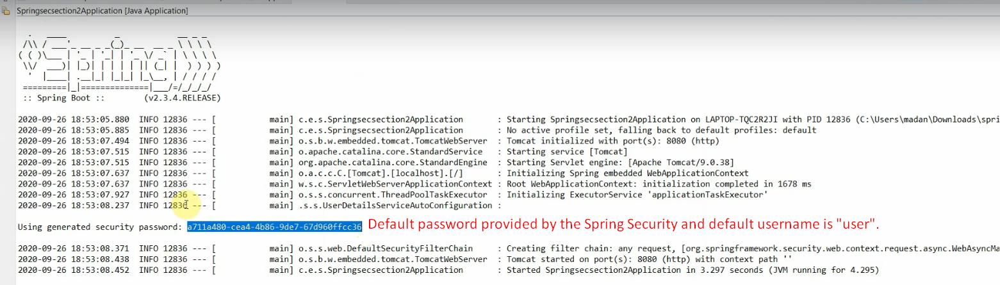 Springsecsection2Application [Java Application]
:: Spring Boot ::        (v2.3.4.RELEASE)
2020-09-26 18:53:05.880  INFO 12836 --- [           main] c.e.s.Springsecsection2Application       : Starting Springsecsection2Application on LAPTOP-TQC2R2JI with PID 12836 (C:\Users\madan\Downloads\spri
2020-09-26 18:53:05.885  INFO 12836 --- [           main] c.e.s.Springsecsection2Application       : No active profile set, falling back to default profiles: default
2020-09-26 18:53:07.494  INFO 12836 --- [           main] o.s.b.w.embedded.tomcat.TomcatWebServer  : Tomcat initialized with port(s): 8080 (http)
2020-09-26 18:53:07.515  INFO 12836 --- [           main] o.apache.catalina.core.StandardService   : Starting service [Tomcat]
2020-09-26 18:53:07.515  INFO 12836 --- [           main] org.apache.catalina.core.StandardEngine  : Starting Servlet engine: [Apache Tomcat/9.0.38]
2020-09-26 18:53:07.637  INFO 12836 --- [           main] o.a.c.c.C.[Tomcat].[localhost].[/]       : Initializing Spring embedded WebApplicationContext
2020-09-26 18:53:07.637  INFO 12836 --- [           main] w.s.c.ServletWebServerApplicationContext : Root WebApplicationContext: initialization completed in 1678 ms
2020-09-26 18:53:07.927  INFO 12836 --- [           main] o.s.s.concurrent.ThreadPoolTaskExecutor  : Initializing ExecutorService 'applicationTaskExecutor'
2020-09-26 18:53:08.237  INFO 12836 --- [           main] .s.s.UserDetailsServiceAutoConfiguration :
Using generated security password: a711a480-cea4-4b86-9de7-67d960ffcc36 Default password provided by the Spring Security and default username is "user".
2020-09-26 18:53:08.371  INFO 12836 --- [           main] o.s.s.web.DefaultSecurityFilterChain     : Creating filter chain: any request, [org.springframework.security.web.context.request.async.WebAsyncMa
2020-09-26 18:53:08.438  INFO 12836 --- [           main] o.s.b.w.embedded.tomcat.TomcatWebServer  : Tomcat started on port(s): 8080 (http) with context path ''
2020-09-26 18:53:08.452  INFO 12836 --- [           main] c.e.s.Springsecsection2Application       : Started Springsecsection2Application in 3.297 seconds (JVM running for 4.295)